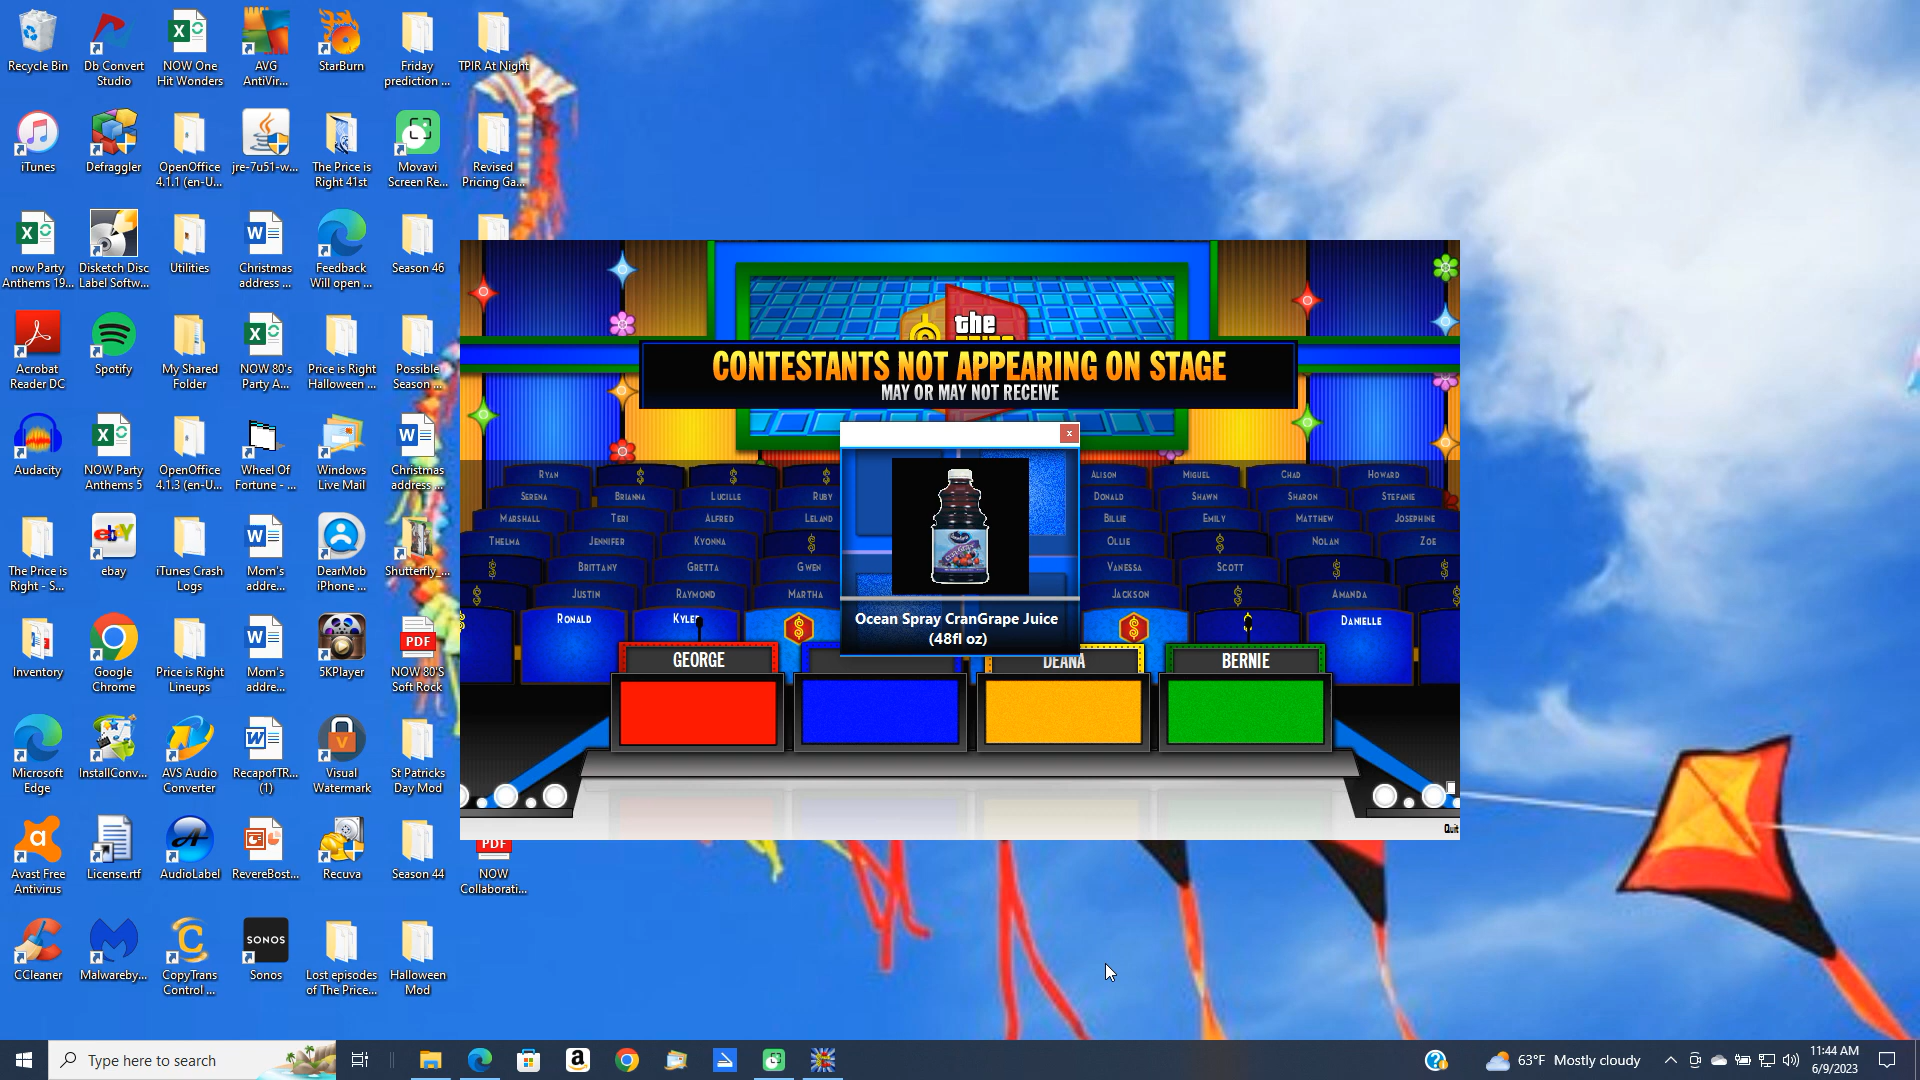 Recycle Bin
Db Convert
Studio
NOW One
Hit Wonders
AVG
AntiVir...
StarBurn
Friday
prediction ...
TPIR At Night
iTunes
Defraggler
OpenOffice
4.1.1 (en-U...
jre-7u51-w...
The Price is
Right 41st
Movavi
Screen Re...
Revised
Pricing Ga...
now Party
Anthems 19...
Disketch Disc
Label Softw...
Utilities
Christmas
address ...
Feedback
Will open ...
Season 46
Acrobat
Reader DC
Spotify
My Shared
Folder
NOW 80's
Party A...
Price is Right
Halloween ...
Possible
Season ...
Audacity
NOW Party
Anthems 5
OpenOffice
4.1.3 (en-U...
Wheel Of
Fortune - ...
Windows
Live Mail
Christmas
address ...
The Price is
Right - S...
ebay
iTunes Crash
Logs
Mom's
addre...
DearMob
iPhone ...
Shutterfly_...
Inventory
Google
Chrome
Price is Right
Lineups
Mom's
addre...
5KPlayer
PDF
NOW 80'S
Soft Rock
Microsoft
Edge
InstallConv...
AVS Audio
Converter
RecapofTR...
(1)
Visual
Watermark
St Patricks
Day Mod
Avast Free
Antivirus
License.rtf
AudioLabel
RevereBost...
Recuva
Season 44
PDF
NOW
Collaborati...
CCleaner
Malwareby...
CopyTrans
Control ...
SONOS
Sonos
Lost episodes
of The Price...
Halloween
Mod
the
CONTESTANTS NOT APPEARING ON STAGE
MAY OR MAY NOT RECEIVE
x
RYAN
ALISON
MIGUEL
CHAD
HOWARD
SERENA
BRIANNA
LUCILLE
RUBY
DONALD
SHAWN
SHARON
STEFANIE
MARSHALL
TERI
ALFRED
LELAND
BILLIE
EMILY
MATTHEW
JOSEPHINE
THELMA
JENNIFER
KYONNA
OLLIE
NOLAN
ZOE
BRITTANY
GRETTA
GWEN
VANESSA
SCOTT
JUSTIN
RAYMOND
MARTHA
JACKSON
AMANDA
RONALD
KYLER
DANIELLE
Ocean Spray CranGrape Juice
(48fl oz)
GEORGE
DEANA
BERNIE
Quit
Type here to search
63°F Mostly cloudy
11:44 AM
6/9/2023